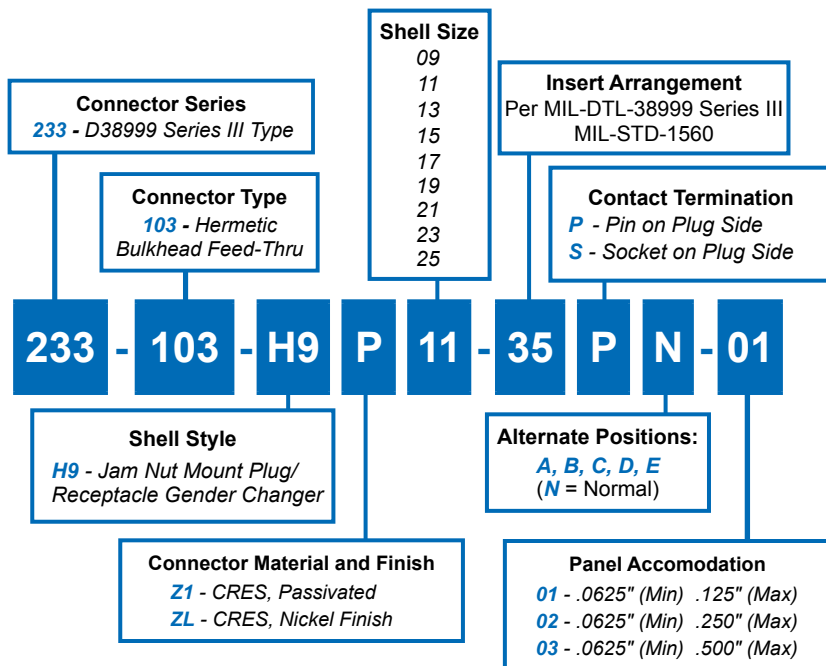 Shell Size
09
11
13
15
17
19
21
23
25
Connector Series
233 - D38999 Series III Type
Insert Arrangement
Per MIL-DTL-38999 Series III
MIL-STD-1560
Connector Type
103 - Hermetic
Bulkhead Feed-Thru
Contact Termination
P - Pin on Plug Side
S - Socket on Plug Side
233 - 103 - H9 P 11 - 35 P N - 01
Shell Style
H9 - Jam Nut Mount Plug/
Receptacle Gender Changer
Alternate Positions:
A, B, C, D, E
(N = Normal)
Connector Material and Finish
Z1 - CRES, Passivated
ZL - CRES, Nickel Finish
Panel Accomodation
01 - .0625" (Min) .125" (Max)
02 - .0625" (Min) .250" (Max)
03 - .0625" (Min) .500" (Max)